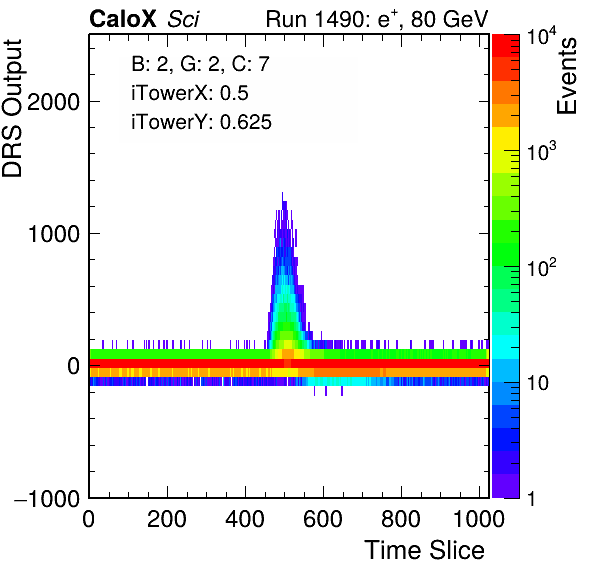 CaloX Sci Run 1490: e⁺, 80 GeV
B: 2, G: 2, C: 7
iTowerX: 0.5
iTowerY: 0.625
DRS Output
2000
1000
0
−1000
0 200 400 600 800 1000
Time Slice
Events
10⁴
10³
10²
10
1